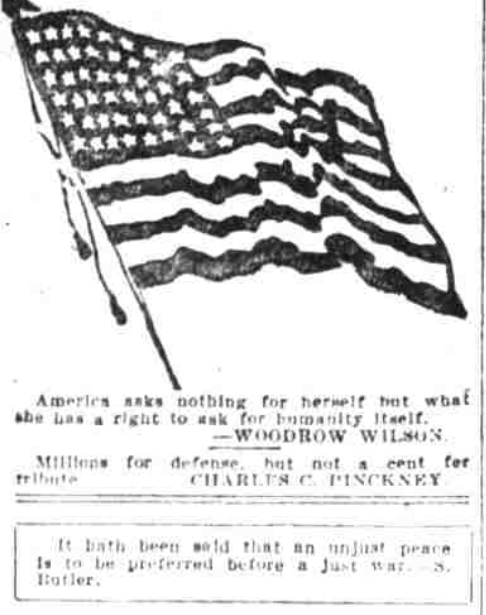 America asks nothing for herself but what
she has a right to ask for humanity itself.
—WOODROW WILSON.
Millions for defense, but not a cent for
tribute CHARLES C. PINCKNEY.
It hath been said that an unjust peace
is to be preferred before a just war.—S.
Butler.